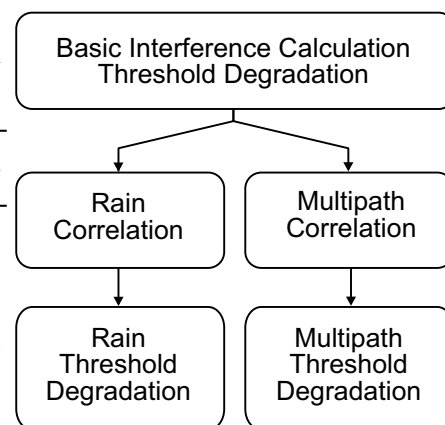 Basic Interference Calculation
Threshold Degradation
Rain
Correlation
Multipath
Correlation
Rain
Threshold
Degradation
Multipath
Threshold
Degradation